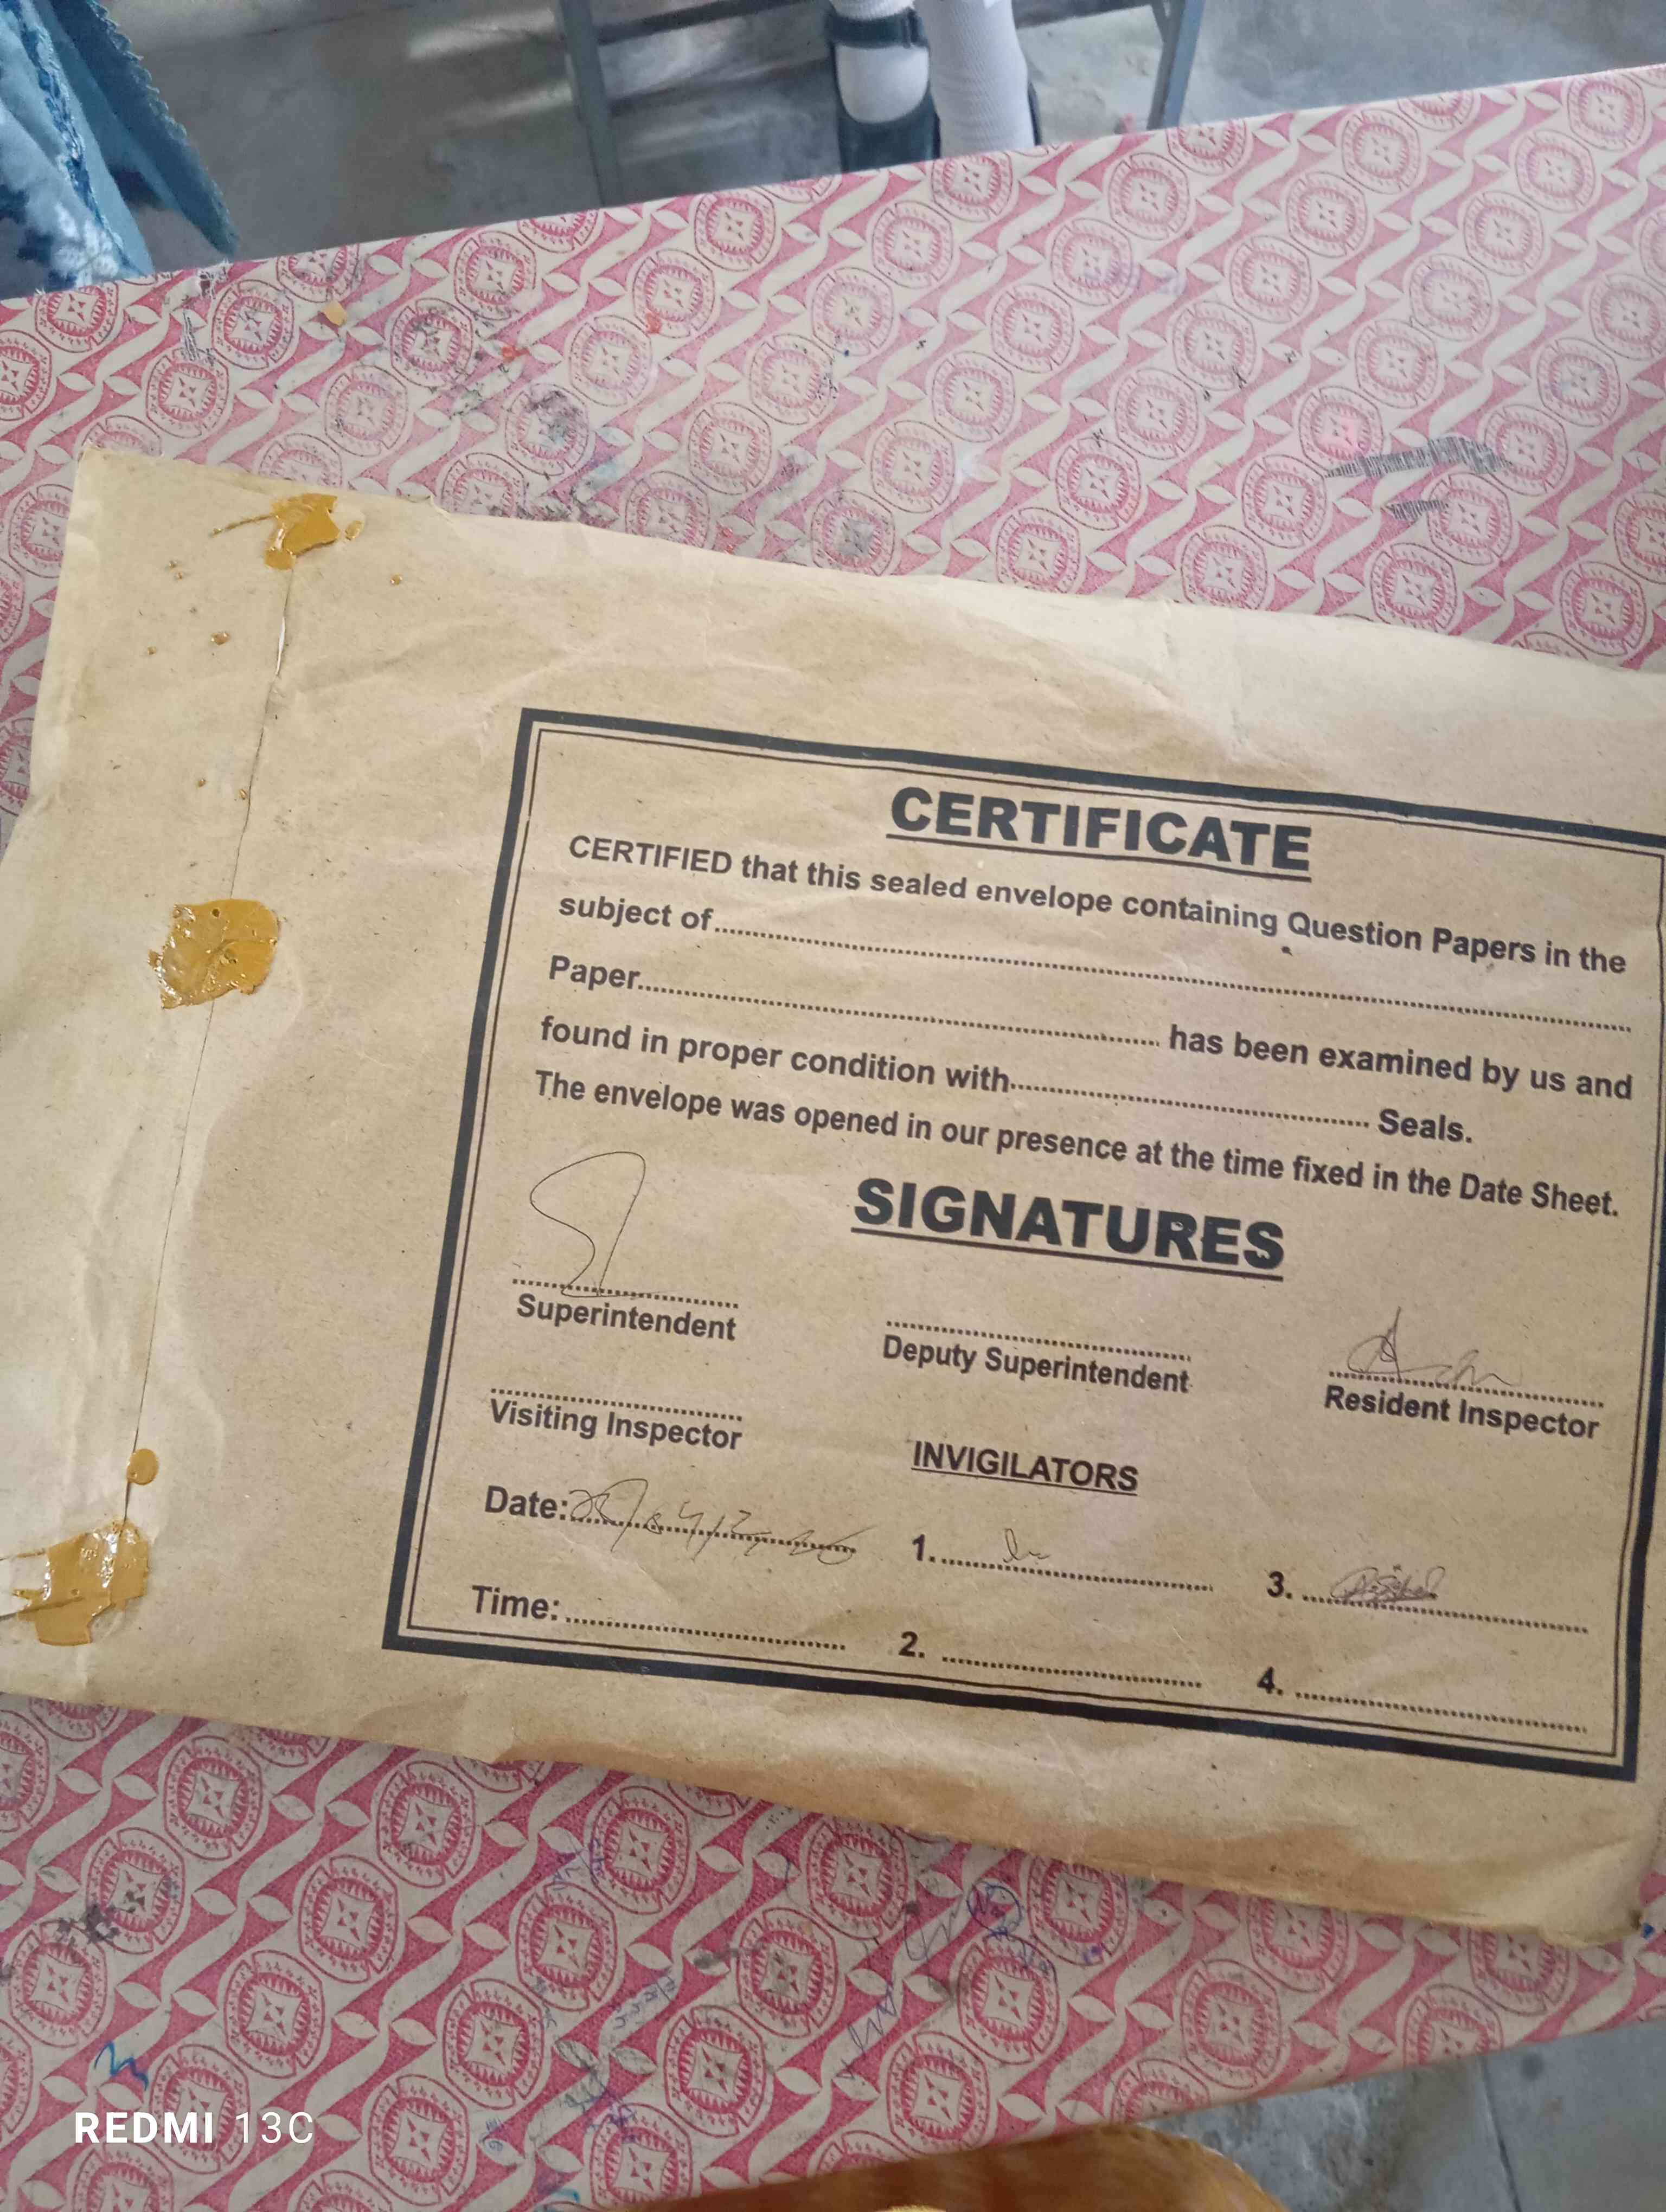 CERTIFICATE
CERTIFIED that this sealed envelope containing Question Papers in the
subject of........................................
Paper........................................ has been examined by us and
found in proper condition with........................................ Seals.
The envelope was opened in our presence at the time fixed in the Date Sheet.
SIGNATURES
Superintendent
Deputy Superintendent
Resident Inspector
Visiting Inspector
INVIGILATORS
Date:
1. 3.
Time:
2. 4.
REDMI 13C